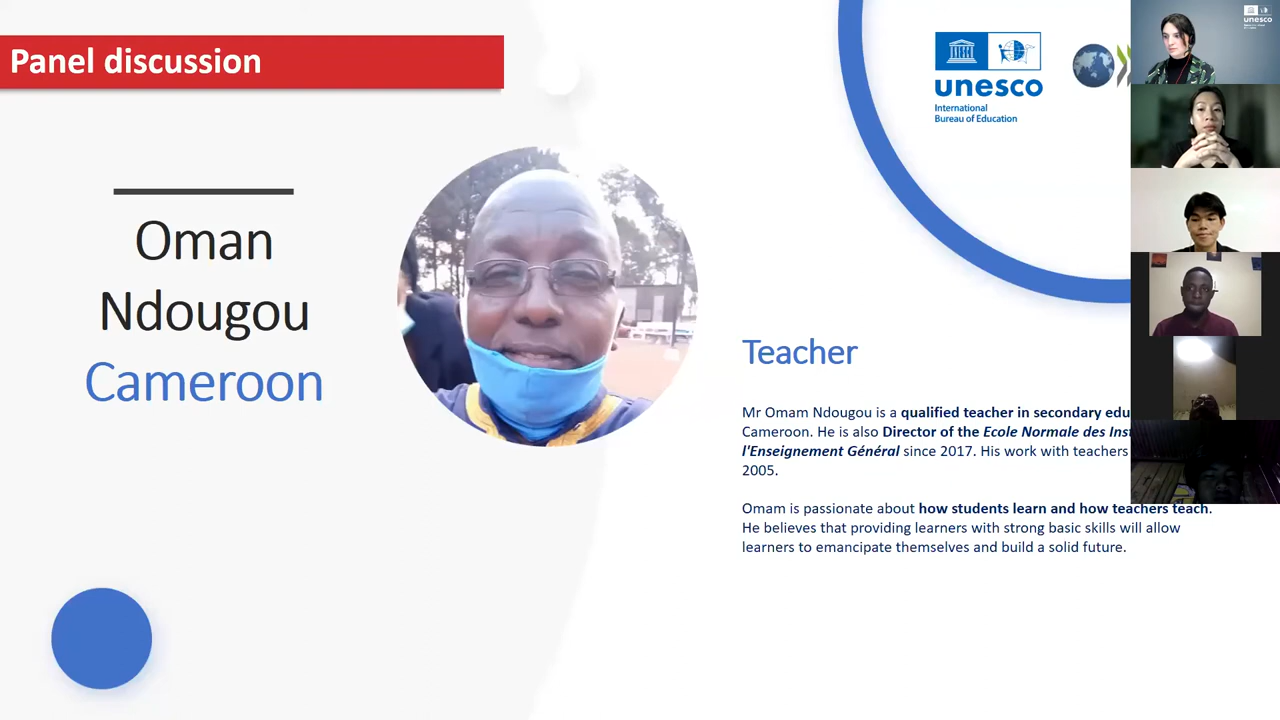 Panel discussion
Oman
Ndougou
Cameroon
unesco
International
Bureau of Education
unesco
Teacher
Mr Omam Ndougou is a qualified teacher in secondary
Cameroon. He is also Director of the Ecole Normale des
l'Enseignement Général since 2017. His work with teachers
2005.
Omam is passionate about how students learn and how teachers teach.
He believes that providing learners with strong basic skills will allow
learners to emancipate themselves and build a solid future.